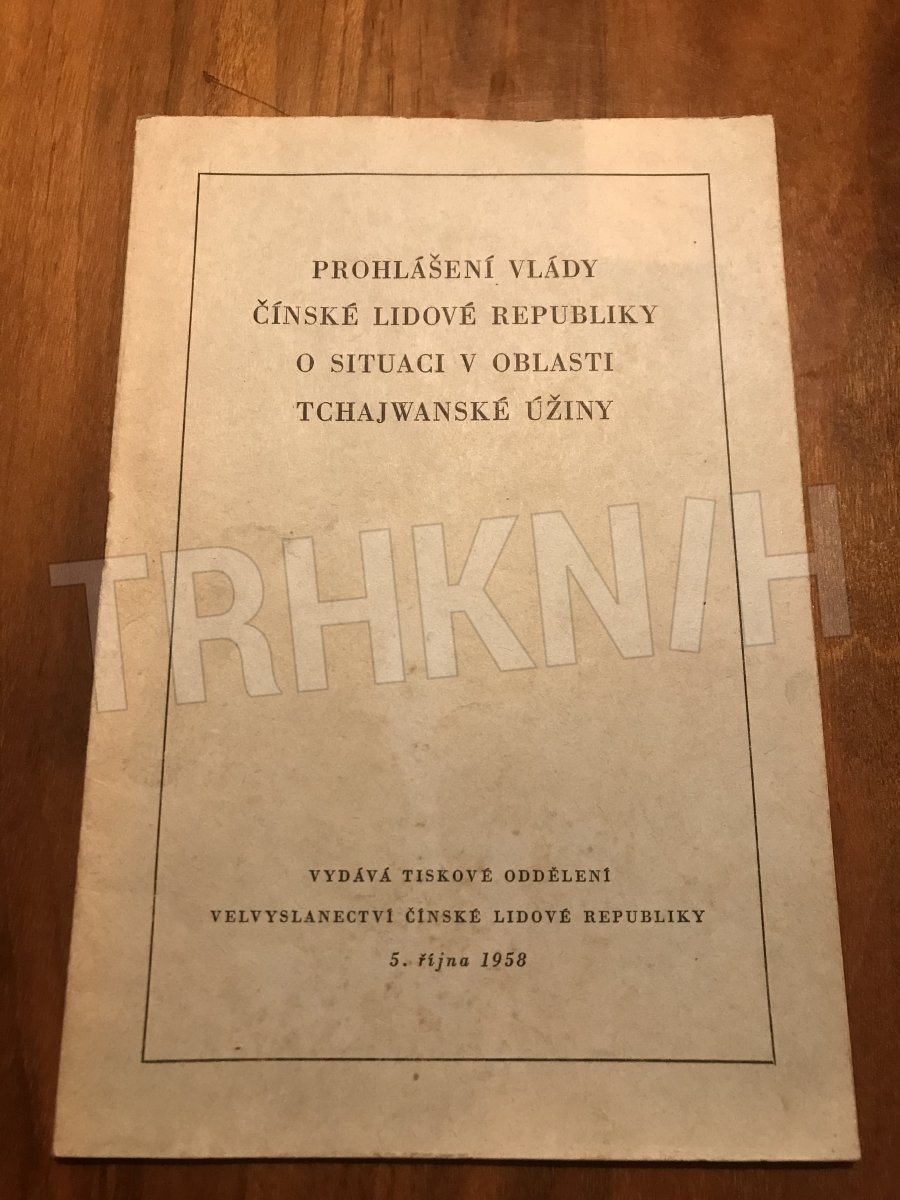 PROHLÁŠENÍ VLÁDY
ČÍNSKÉ LIDOVÉ REPUBLIKY
O SITUACI V OBLASTI
TCHAJWANSKÉ ÚŽINY
TRHKNIH
VYDÁVÁ TISKOVÉ ODDĚLENÍ
VELVYSLANECTVÍ ČÍNSKÉ LIDOVÉ REPUBLIKY
5. října 1958